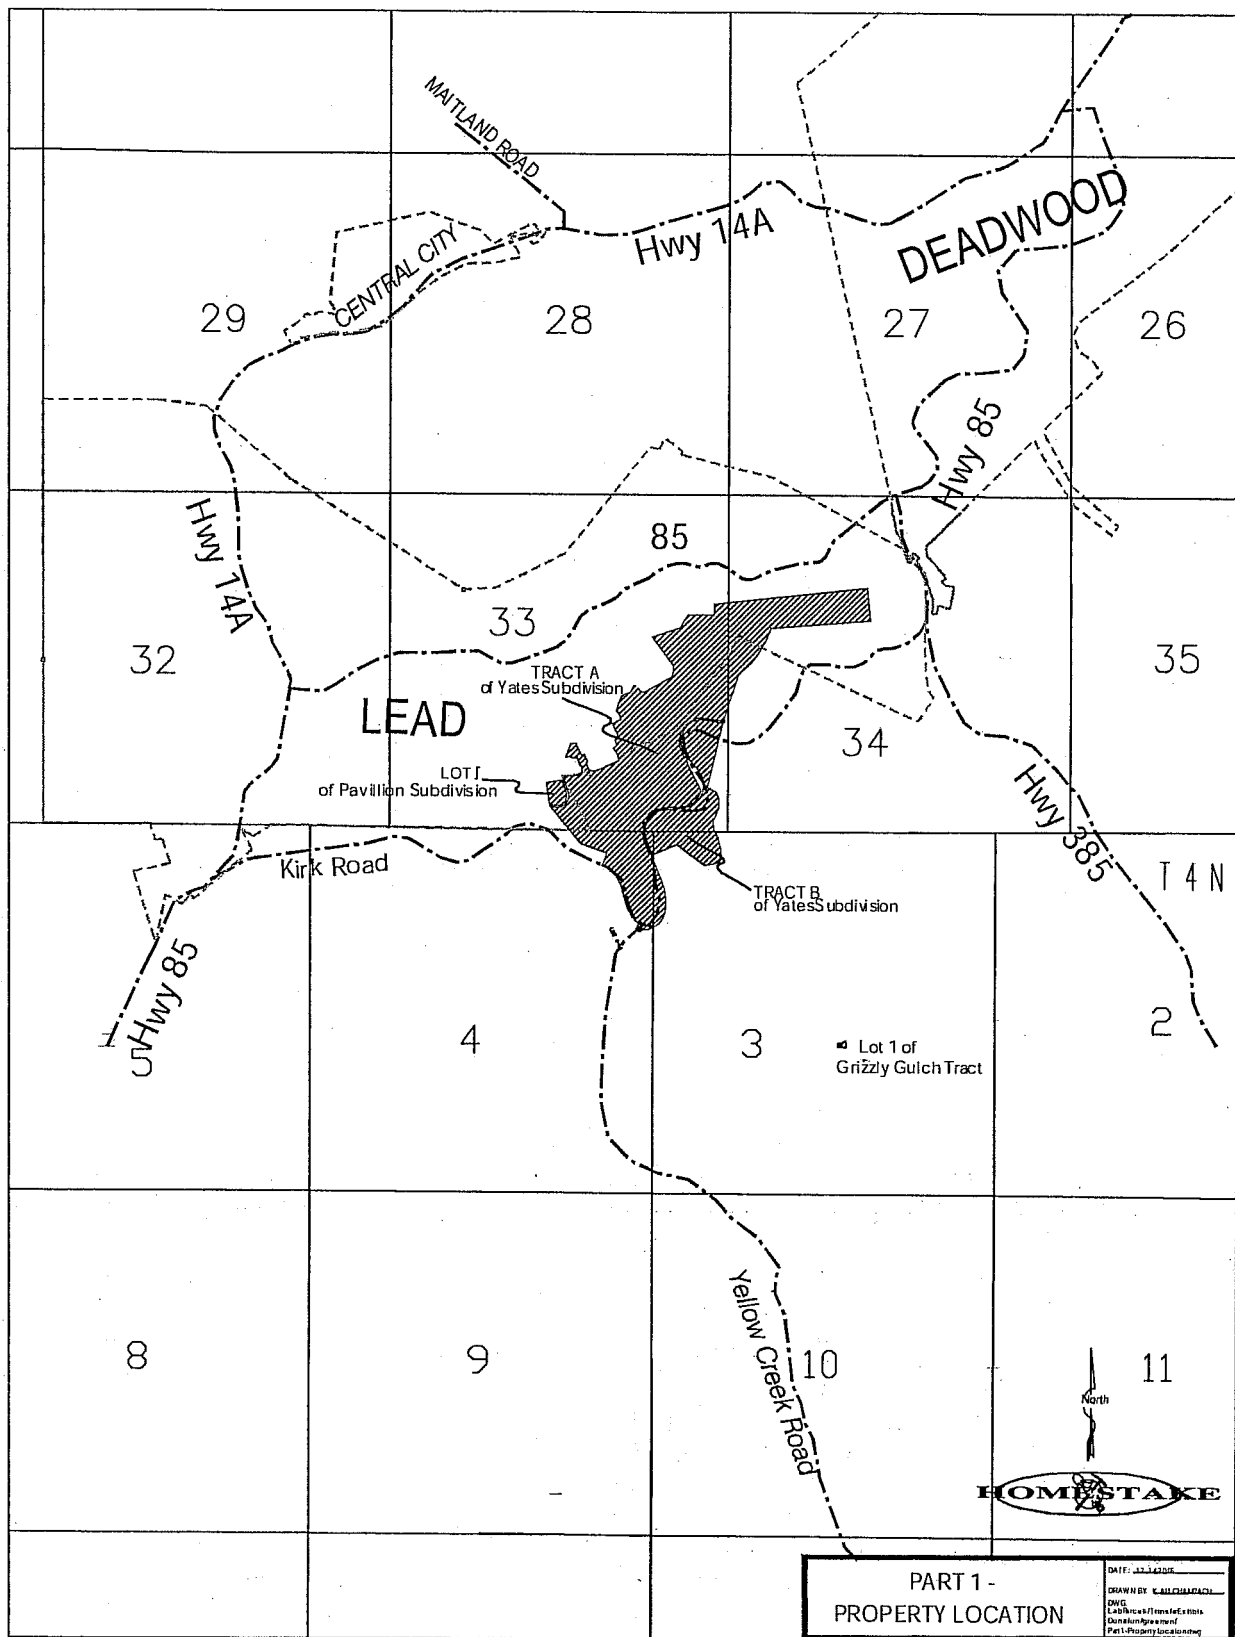 MAITLAND ROAD
CENTRAL CITY
Hwy 14A
DEADWOOD
29
28
27
26
Hwy 85
Hwy 14A
85
33
32
35
TRACT A
of Yates Subdivision
LEAD
34
LOT 1
of Pavillion Subdivision
Hwy 385
Kirk Road
T 4 N
TRACT B
of Yates Subdivision
Hwy 85
5
4
3
2
Lot 1 of
Grizzly Gulch Tract
Yellow Creek Road
8
9
10
11
North
HOMESTAKE
PART 1 -
PROPERTY LOCATION
DATE:
DRAWN BY
DWG